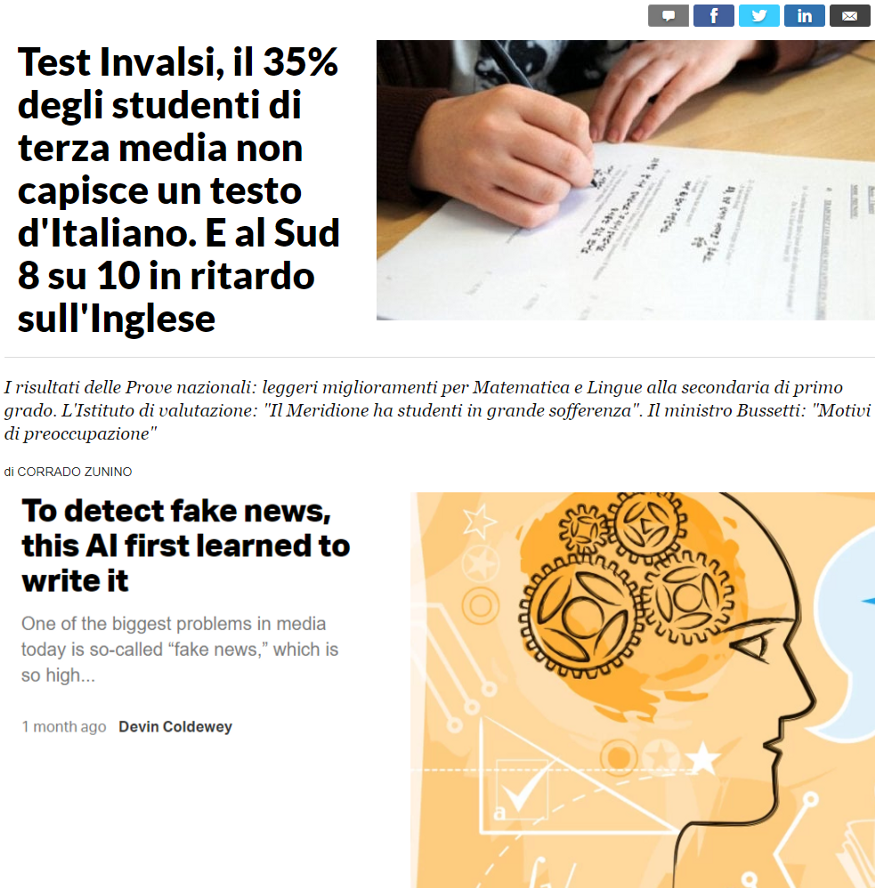 Test Invalsi, il 35%
degli studenti di
terza media non
capisce un testo
d'Italiano. E al Sud
8 su 10 in ritardo
sull'Inglese
I risultati delle Prove nazionali: leggeri miglioramenti per Matematica e Lingue alla secondaria di primo
grado. L'Istituto di valutazione: "Il Meridione ha studenti in grande sofferenza". Il ministro Bussetti: "Motivi
di preoccupazione"
di CORRADO ZUNINO
To detect fake news,
this AI first learned to
write it
One of the biggest problems in media
today is so-called “fake news,” which is
so high...
1 month ago Devin Coldewey
a